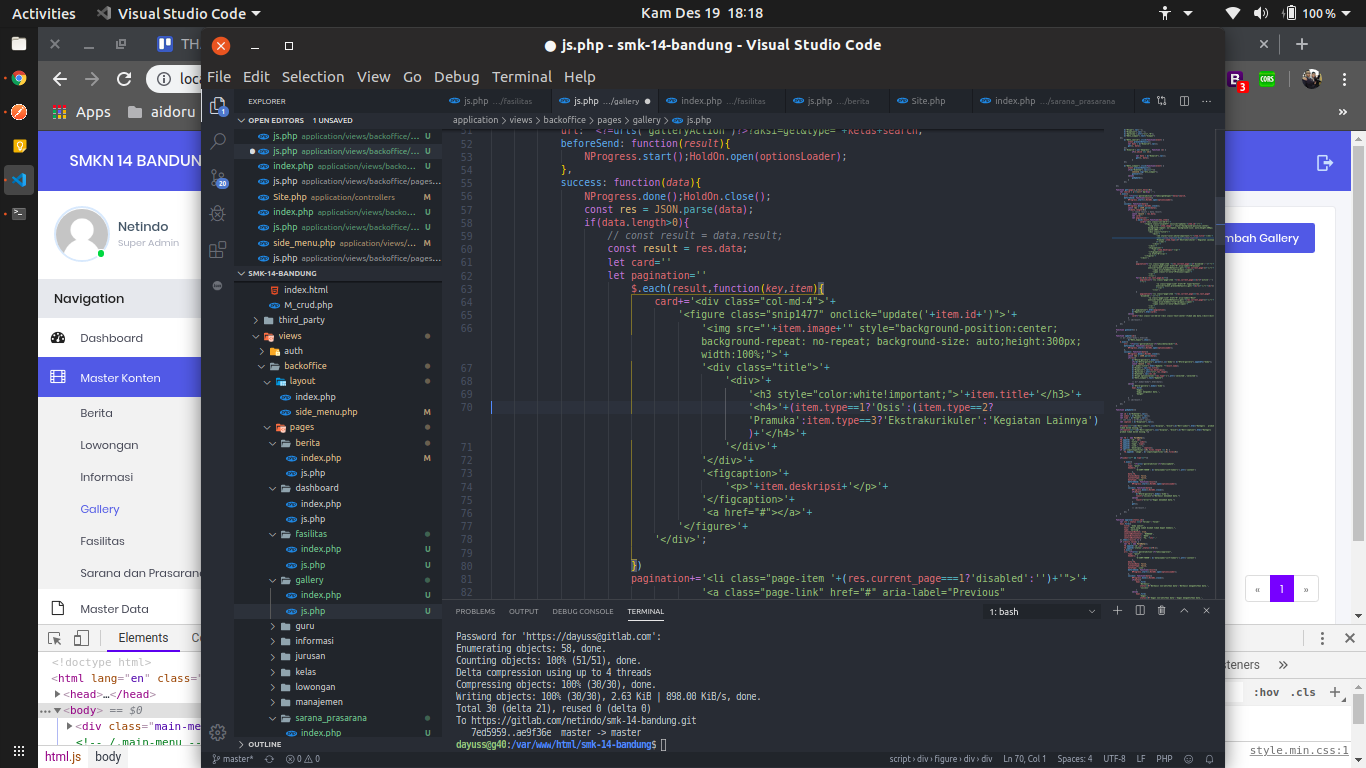 Activities
Visual Studio Code
Kam Des 19 18:18
100 %
TH
js.php - smk-14-bandung - Visual Studio Code
File Edit Selection View Go Debug Terminal Help
Apps
aidoru
SMKN 14 BANDUN
Netindo
Super Admin
Navigation
Dashboard
Master Konten
Berita
Lowongan
Informasi
Gallery
Fasilitas
Sarana dan Prasaran
Master Data
Elements
<!doctype html>
<html lang="en" class=
<head>…</head>
<body> == $0
<div class="main-me
<!-- /.main-menu --
html.js body
EXPLORER
OPEN EDITORS 1 UNSAVED
js.php application/views/backoffice/... U
js.php application/views/backoffice/... U
index.php application/views/backo... U
js.php application/views/backoffice/pages...
Site.php application/controllers M
index.php application/views/backo... U
js.php application/views/backoffice/... U
side_menu.php application/views/... M
js.php application/views/backoffice/pages...
SMK-14-BANDUNG
index.html
M_crud.php
third_party
views
auth
backoffice
layout
index.php
side_menu.php M
pages
berita
index.php M
js.php
dashboard
index.php
js.php
fasilitas
index.php U
js.php U
gallery
index.php U
js.php U
guru
informasi
jurusan
kelas
lowongan
manajemen
sarana_prasarana
index.php U
OUTLINE
js.php .../fasilitas
js.php .../gallery
index.php .../fasilitas
js.php .../berita
Site.php
index.php .../sarana_prasarana
application > views > backoffice > pages > gallery > js.php
51 url: "<?=urls('galleryAction')?>?aksi=get&type="+kelas+search,
52 beforeSend: function(result){
53 NProgress.start();HoldOn.open(optionsLoader);
54 },
55 success: function(data){
56 NProgress.done();HoldOn.close();
57 const res = JSON.parse(data);
58 if(data.length>0){
59 // const result = data.result;
60 const result = res.data;
61 let card=''
62 let pagination=''
63 $.each(result,function(key,item){
64 card+='<div class="col-md-4">'+
65 '<figure class="snip1477" onclick="update('+item.id+')">'+
66 '<img src="'+item.image+'" style="background-position:center;
background-repeat: no-repeat; background-size: auto;height:300px;
width:100%;">'+
67 '<div class="title">'+
68 '<div>'+
69 '<h3 style="color:white!important;">'+item.title+'</h3>'+
70 '<h4>'+(item.type==1?'Osis':(item.type==2?
'Pramuka':item.type==3?'Ekstrakurikuler':'Kegiatan Lainnya')
)+'</h4>'+
71 '</div>'+
72 '</div>'+
73 '<figcaption>'+
74 '<p>'+item.deskripsi+'</p>'+
75 '</figcaption>'+
76 '<a href="#"></a>'+
77 '</figure>'+
78 '</div>';
79
80 })
81 pagination+='<li class="page-item '+(res.current_page===1?'disabled':'')+'">'+
82 '<a class="page-link" href="#" aria-label="Previous"
PROBLEMS OUTPUT DEBUG CONSOLE TERMINAL
1: bash
Password for 'https://dayuss@gitlab.com':
Enumerating objects: 58, done.
Counting objects: 100% (51/51), done.
Delta compression using up to 4 threads
Compressing objects: 100% (30/30), done.
Writing objects: 100% (30/30), 2.63 KiB | 898.00 KiB/s, done.
Total 30 (delta 21), reused 0 (delta 0)
To https://gitlab.com/netindo/smk-14-bandung.git
7ed5959..ae9f36e master -> master
dayuss@g40:/var/www/html/smk-14-bandung$
master* 0 0
script › div › figure › div › div Ln 70, Col 1 Spaces: 4 UTF-8 LF PHP
1
20
3
CORS
mbah Gallery
« 1 »
:hov .cls
style.min.css:1